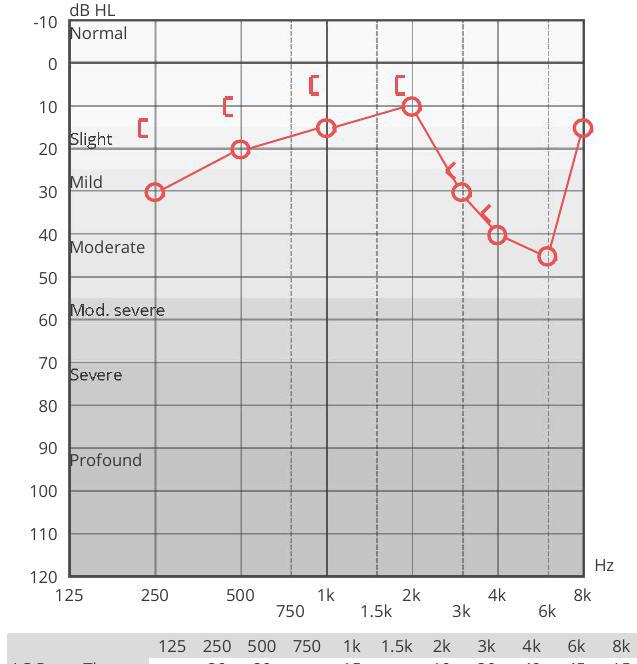 dB HL
-10
Normal
0
10
Slight
20
Mild
30
40
Moderate
50
Mod. severe
60
70
Severe
80
90
Profound
100
110
120
Hz
125 250 500 1k 2k 4k 8k
750 1.5k 3k 6k
125 250 500 750 1k 1.5k 2k 3k 4k 6k 8k